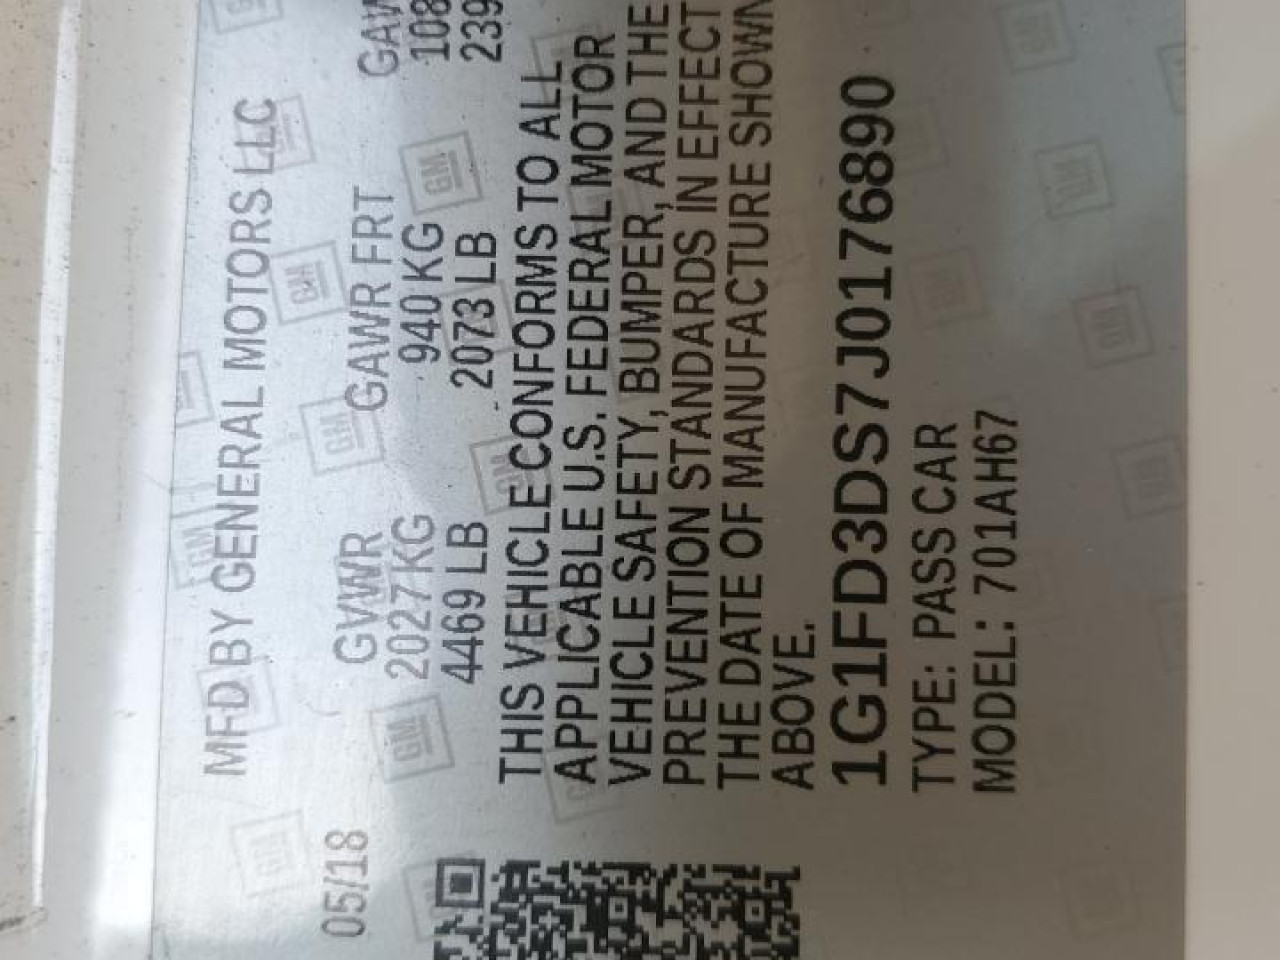 MFD BY GENERAL MOTORS LLC
05/18 GVWR GAWR FRT
2027 KG 940 KG
4469 LB 2073 LB
THIS VEHICLE CONFORMS TO ALL
APPLICABLE U.S. FEDERAL MOTOR
VEHICLE SAFETY, BUMPER, AND THE
PREVENTION STANDARDS IN EFFECT
THE DATE OF MANUFACTURE SHOWN
ABOVE.
1G1FD3DS7J0176890
TYPE: PASS CAR
MODEL: 701AH67